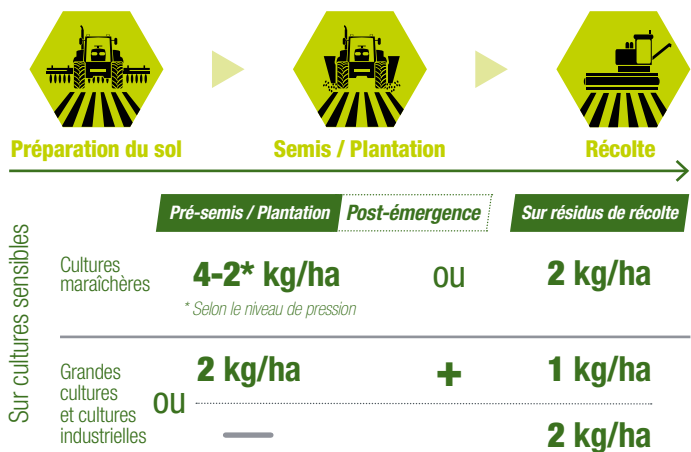 Préparation du sol
Semis / Plantation
Récolte
Pré-semis / Plantation
Post-émergence
Sur résidus de récolte
Sur cultures sensibles
Cultures
maraîchères
4-2* kg/ha
ou
2 kg/ha
* Selon le niveau de pression
Grandes
cultures
et cultures
industrielles
ou
2 kg/ha
+
1 kg/ha
—
2 kg/ha